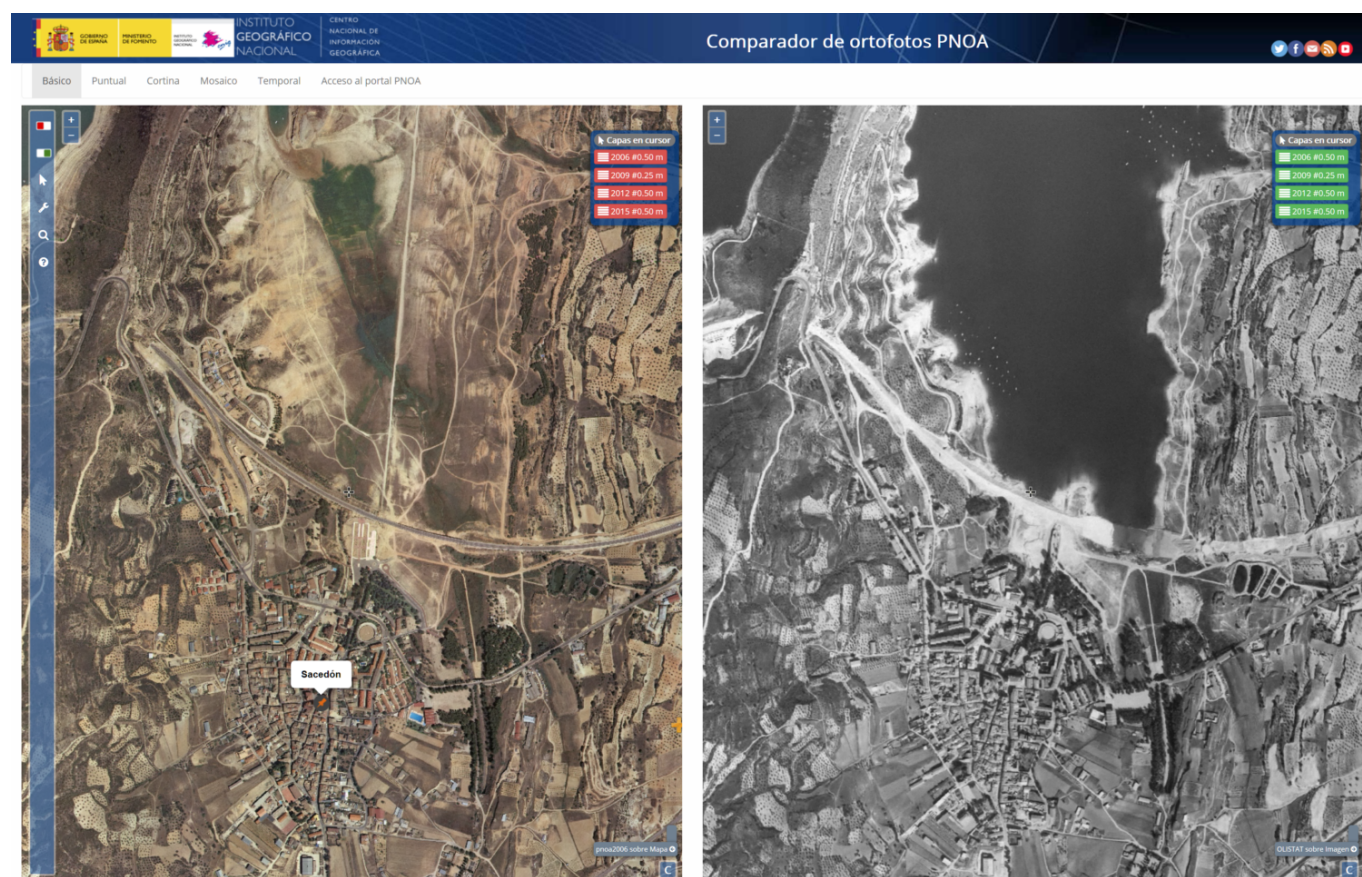 GOBIERNO
DE ESPAÑA
MINISTERIO
DE FOMENTO
INSTITUTO
GEOGRÁFICO
NACIONAL
INSTITUTO
GEOGRÁFICO
NACIONAL
CENTRO
NACIONAL DE
INFORMACIÓN
GEOGRÁFICA
Comparador de ortofotos PNOA
Básico
Puntual
Cortina
Mosaico
Temporal
Acceso al portal PNOA
+
−
Capas en cursor
2006 #0.50 m
2009 #0.25 m
2012 #0.50 m
2015 #0.50 m
Sacedón
pnoa2006 sobre Mapa
C
+
−
Capas en cursor
2006 #0.50 m
2009 #0.25 m
2012 #0.50 m
2015 #0.50 m
OLISTAT sobre Imagen
C